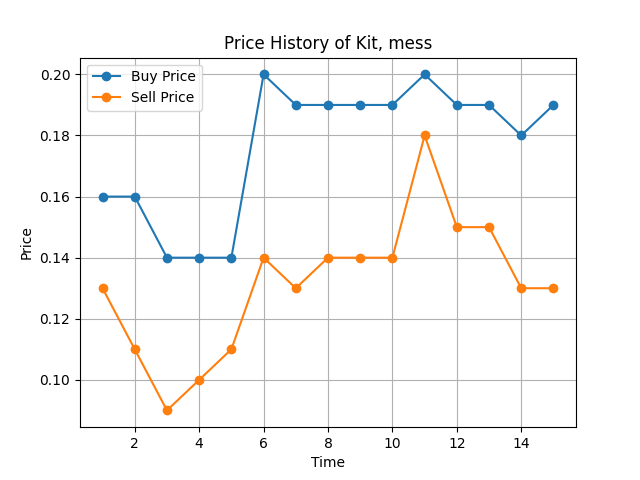 Price History of Kit, mess
Buy Price
Sell Price
Price
0.20
0.18
0.16
0.14
0.12
0.10
2 4 6 8 10 12 14
Time